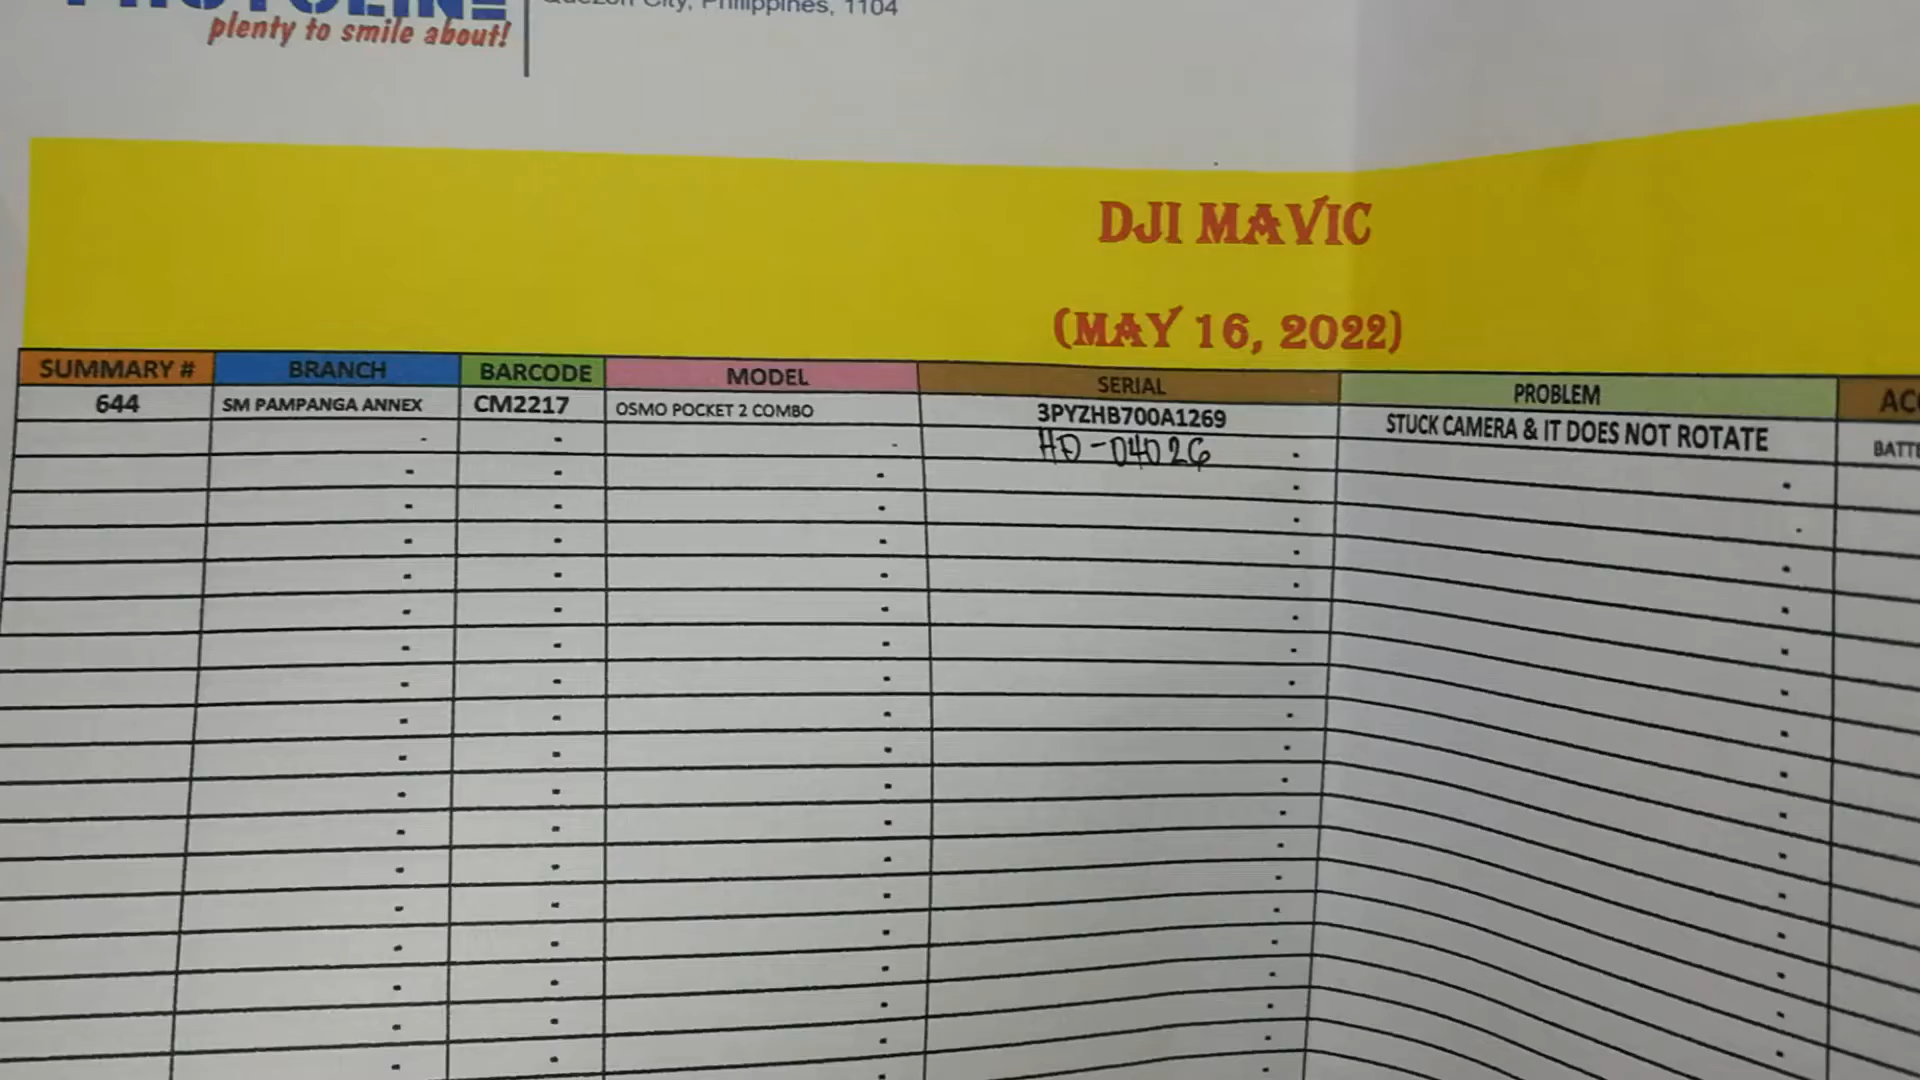 PHOTOLINE
plenty to smile about!
Quezon City, Philippines, 1104
DJI MAVIC
(MAY 16, 2022)
SUMMARY # BRANCH BARCODE MODEL SERIAL PROBLEM
644 SM PAMPANGA ANNEX CM2217 OSMO POCKET 2 COMBO 3PYZHB700A1269 STUCK CAMERA & IT DOES NOT ROTATE
HD-04026